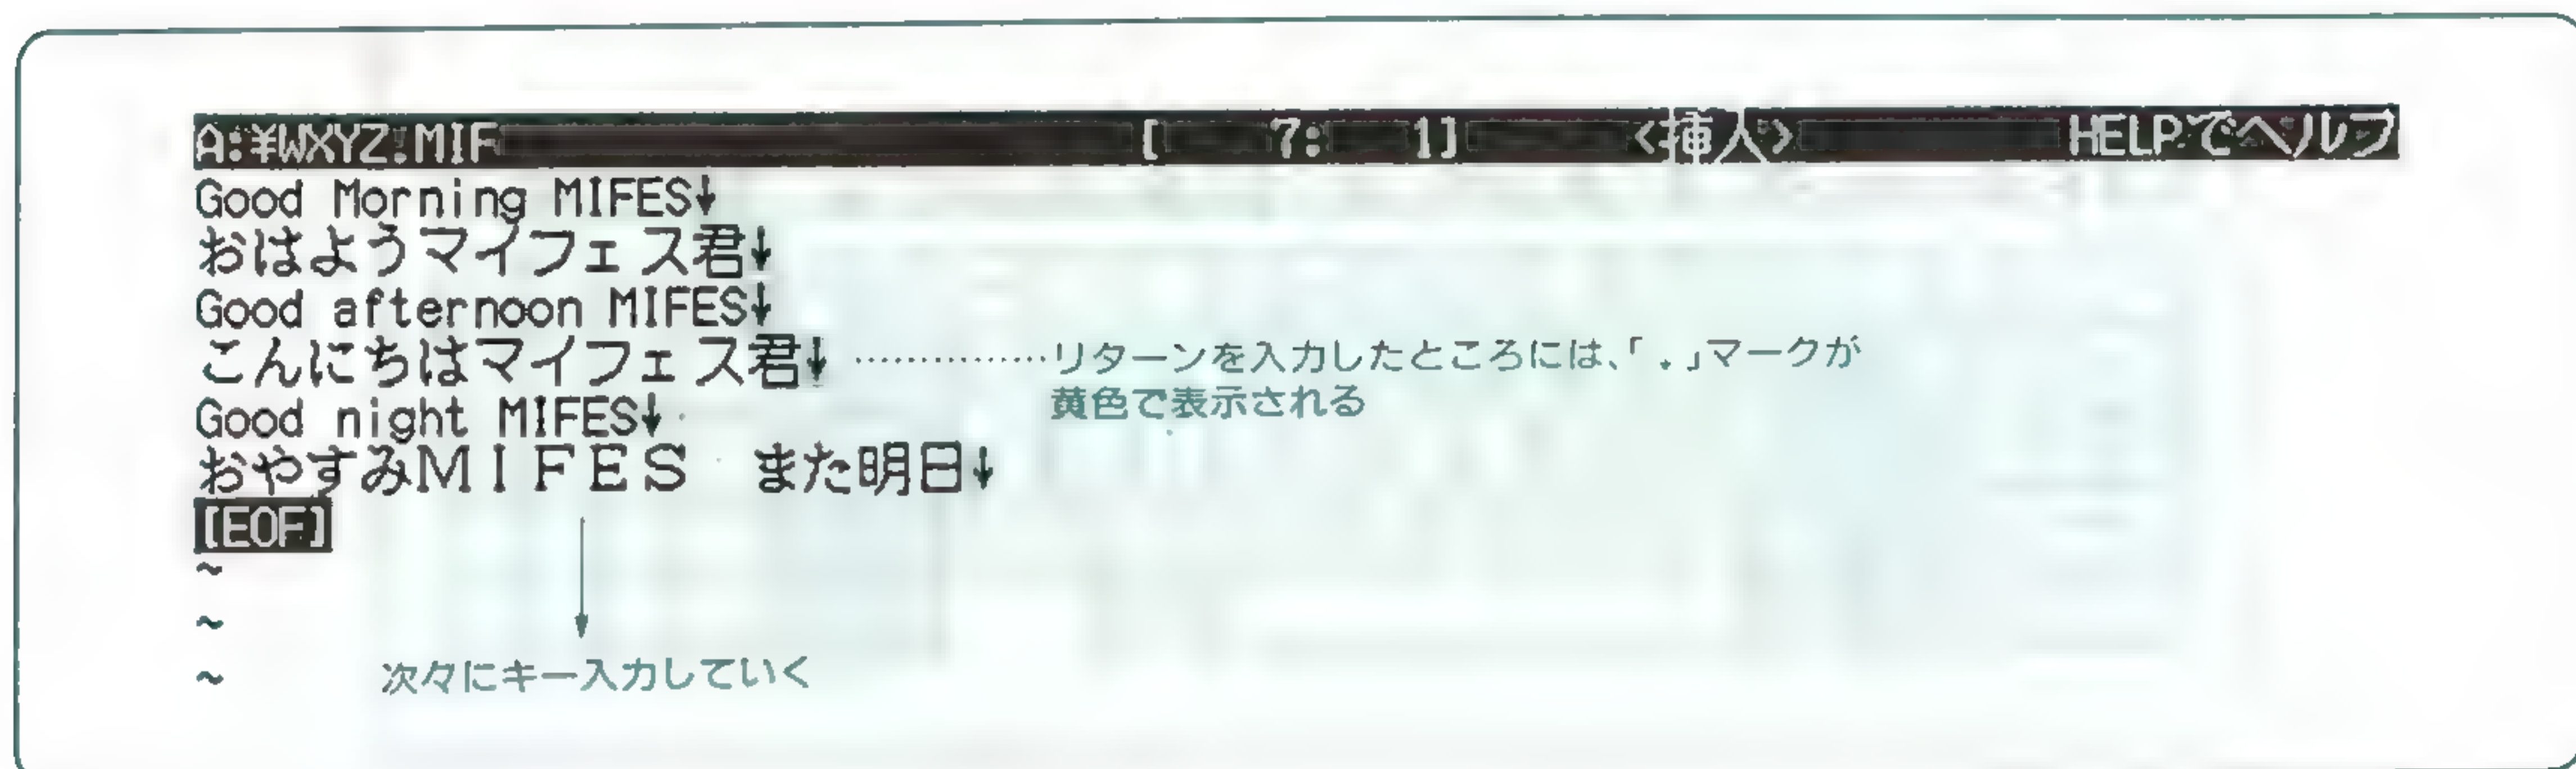 A:¥WXYZ.MIF [ 7: 1] <挿入> HELPでヘルプ
Good Morning MIFES↓
おはようマイフェス君↓
Good afternoon MIFES↓
こんにちはマイフェス君↓ ……………リターンを入力したところには、「．」マークが
黄色で表示される
Good night MIFES↓
おやすみＭＩＦＥＳ　また明日↓
[EOF]
~
~
~ 次々にキー入力していく